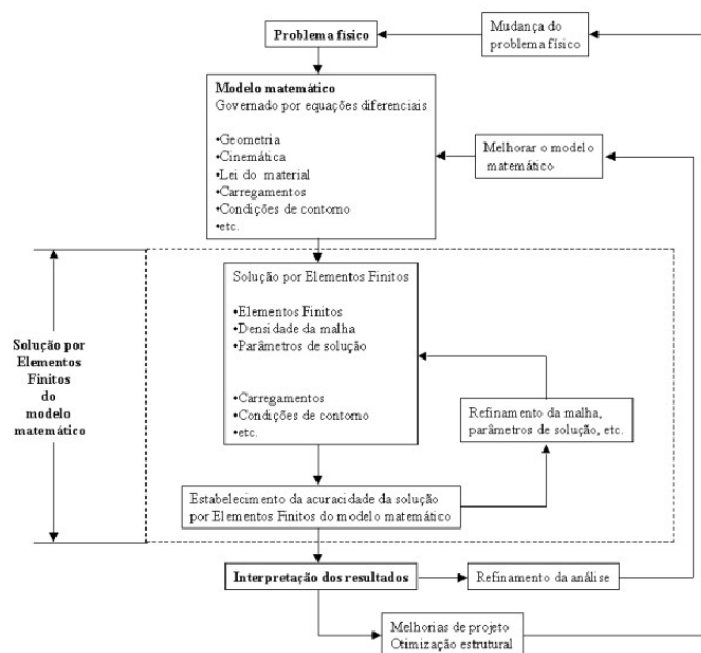 Problema físico
Mudança do
problema físico
Modelo matemático
Governado por equações diferenciais
•Geometria
•Cinemática
•Lei do material
•Carregamentos
•Condições de contorno
•etc.
Melhorar o modelo
matemático
Solução por
Elementos
Finitos
do
modelo
matemático
Solução por Elementos Finitos
•Elementos Finitos
•Densidade da malha
•Parâmetros de solução
•Carregamentos
•Condições de contorno
•etc.
Refinamento da malha,
parâmetros de solução, etc.
Estabelecimento da acuracidade da solução
por Elementos Finitos do modelo matemático
Interpretação dos resultados
Refinamento da análise
Melhorias de projeto
Otimização estrutural